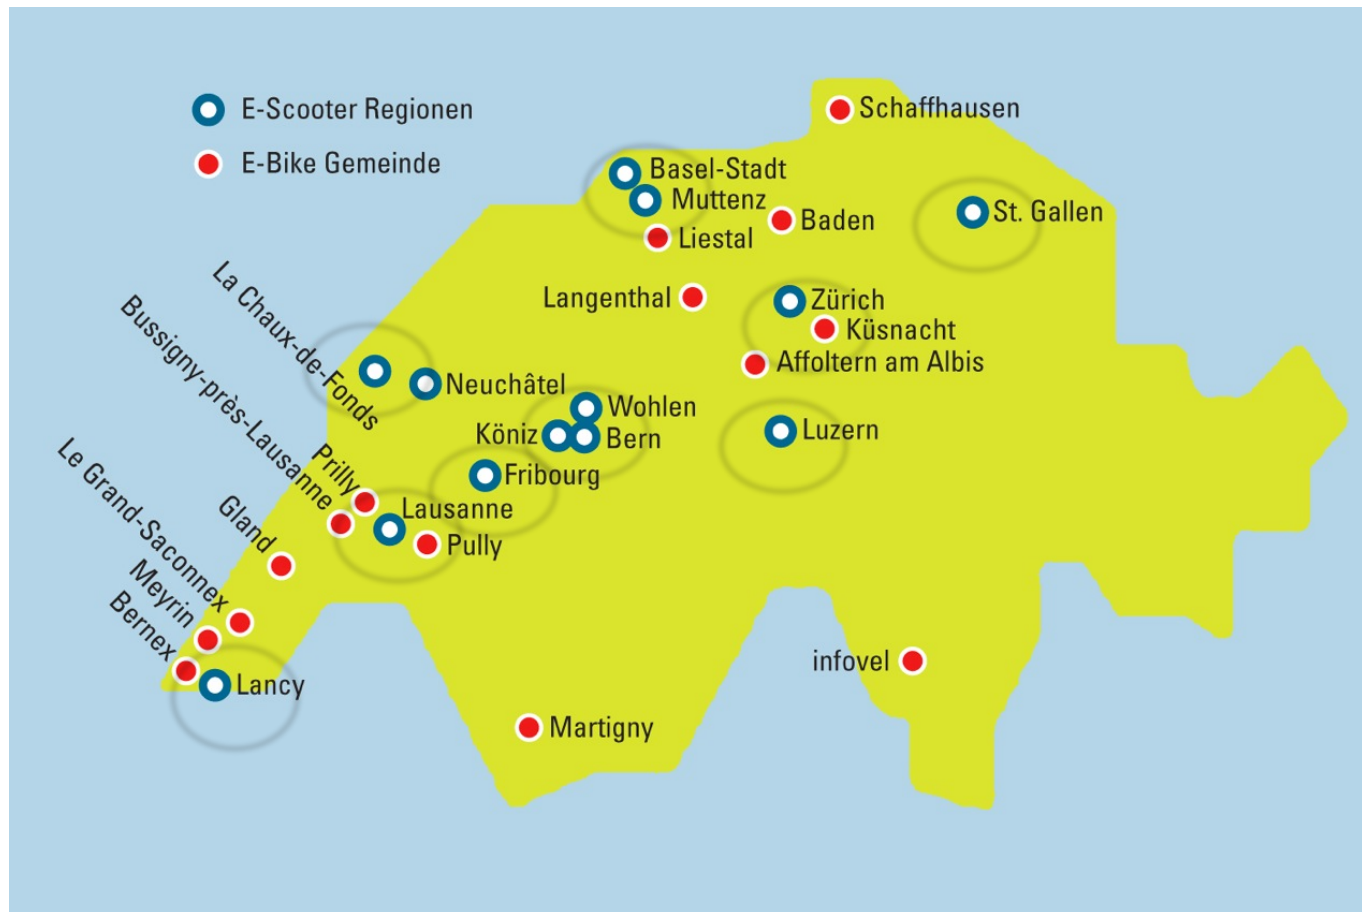 E-Scooter Regionen
E-Bike Gemeinde
Schaffhausen
Basel-Stadt
Muttenz
St. Gallen
Baden
Liestal
Langenthal
Zürich
Küsnacht
Affoltern am Albis
La Chaux-de-Fonds
Neuchâtel
Wohlen
Köniz
Bern
Luzern
Fribourg
Bussigny-près-Lausanne
Prilly
Lausanne
Pully
Gland
Le Grand-Saconnex
Meyrin
Bernex
Lancy
infovel
Martigny